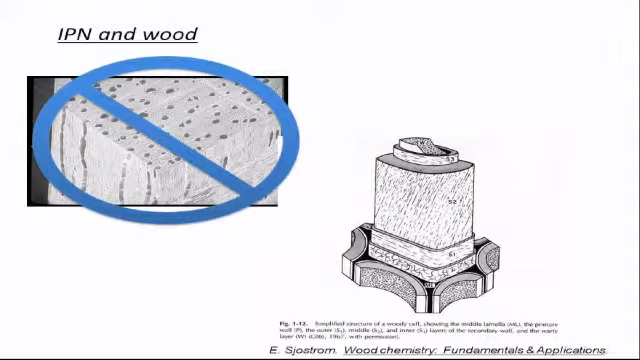 IPN and wood
S3
S2
S1
ML
Fig. 1-12. Simplified structure of a woody cell, showing the middle lamella (ML), the primary
wall (P), the outer (S1), middle (S2), and inner (S3) layers of the secondary wall, and the warty
layer (W) (Côté, 1967, with permission).
E. Sjostrom. Wood chemistry: Fundamentals & Applications.